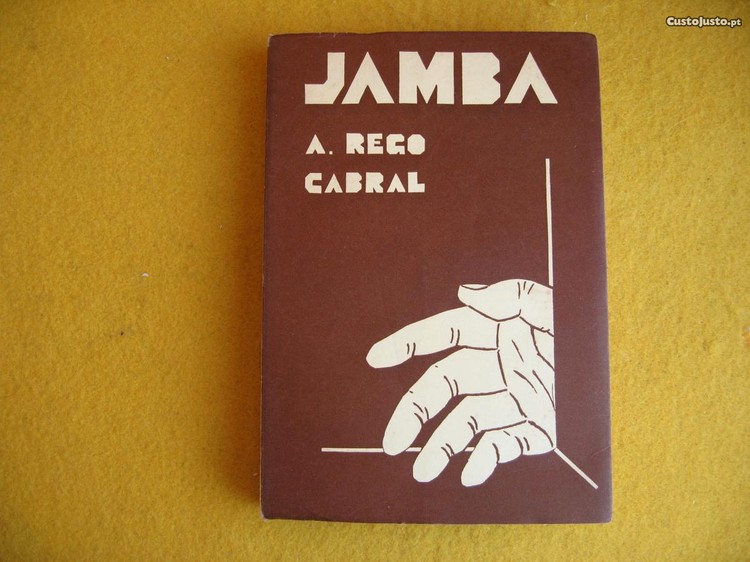 CustoJusto.pt
JAMBA
A. REGO
CABRAL